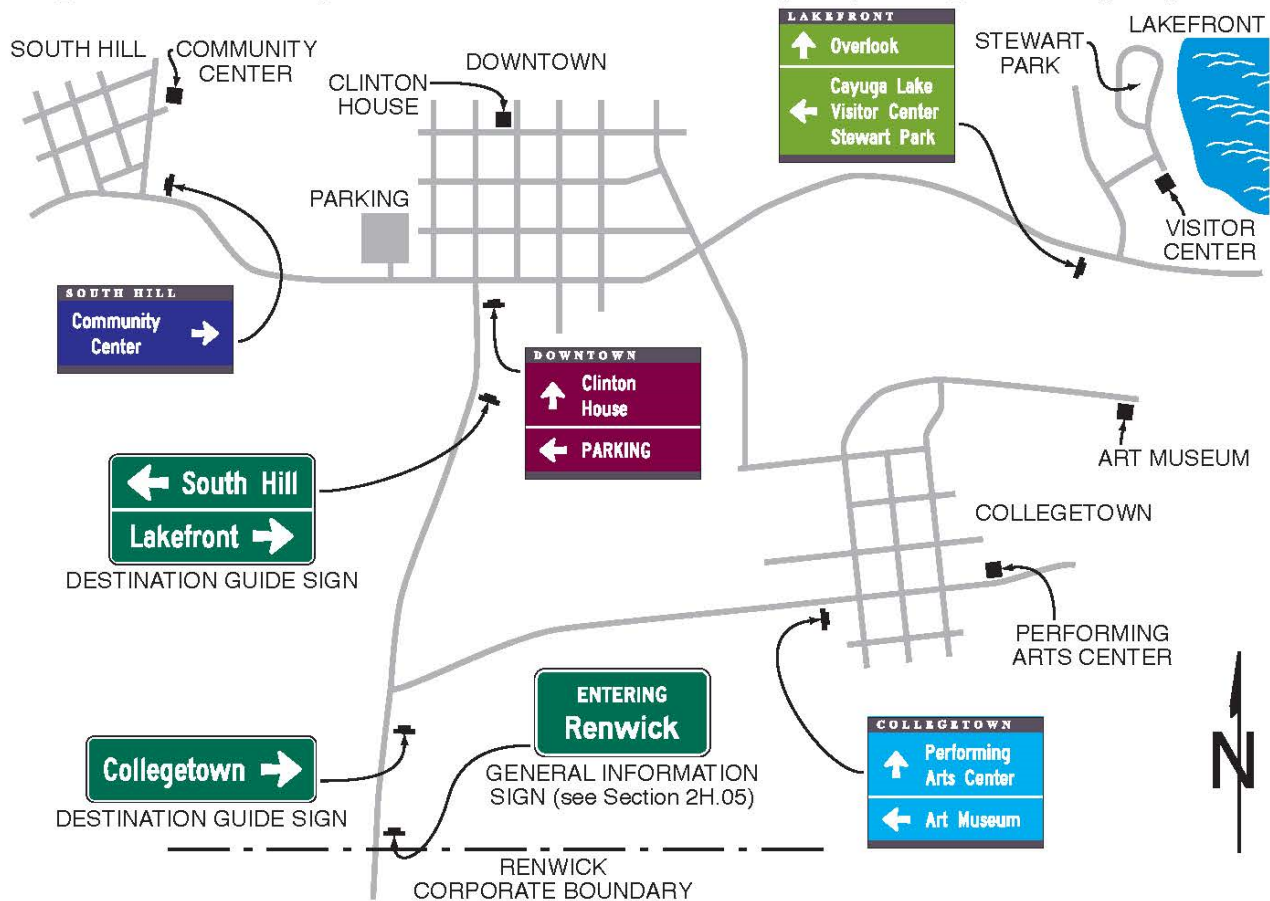 SOUTH HILL
COMMUNITY
CENTER
CLINTON
HOUSE
DOWNTOWN
LAKEFRONT
Overlook
Cayuga Lake
Visitor Center
Stewart Park
STEWART
PARK
LAKEFRONT
PARKING
VISITOR
CENTER
SOUTH HILL
Community
Center
DOWNTOWN
Clinton
House
PARKING
ART MUSEUM
South Hill
Lakefront
DESTINATION GUIDE SIGN
COLLEGETOWN
PERFORMING
ARTS CENTER
ENTERING
Renwick
GENERAL INFORMATION
SIGN (see Section 2H.05)
COLLEGETOWN
Performing
Arts Center
Art Museum
Collegetown
DESTINATION GUIDE SIGN
N
RENWICK
CORPORATE BOUNDARY